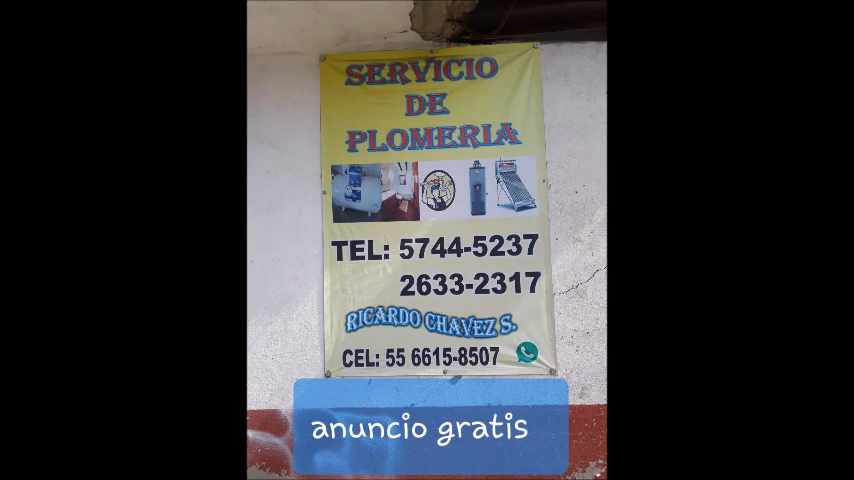 SERVICIO
DE
PLOMERIA
TEL: 5744-5237
2633-2317
RICARDO CHAVEZ S.
CEL: 55 6615-8507
anuncio gratis